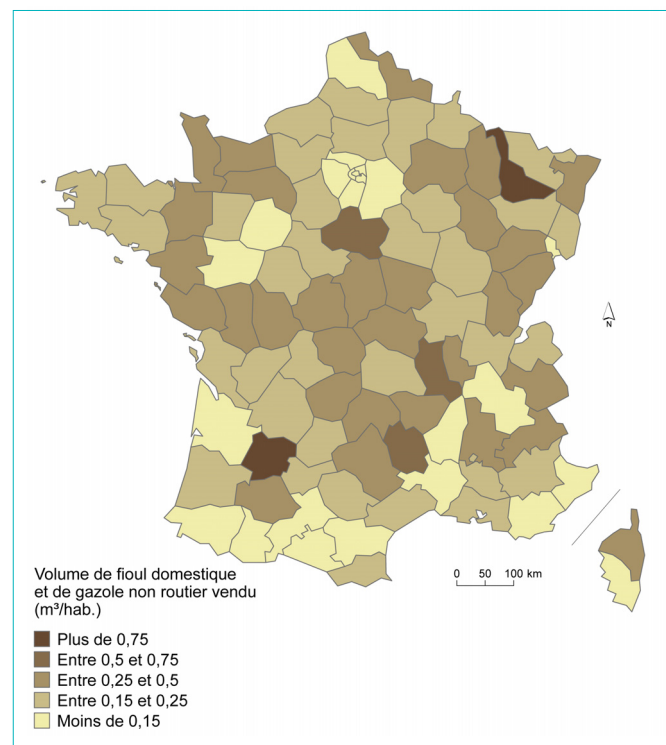 N
Volume de fioul domestique
et de gazole non routier vendu
(m³/hab.)
0 50 100 km
Plus de 0,75
Entre 0,5 et 0,75
Entre 0,25 et 0,5
Entre 0,15 et 0,25
Moins de 0,15